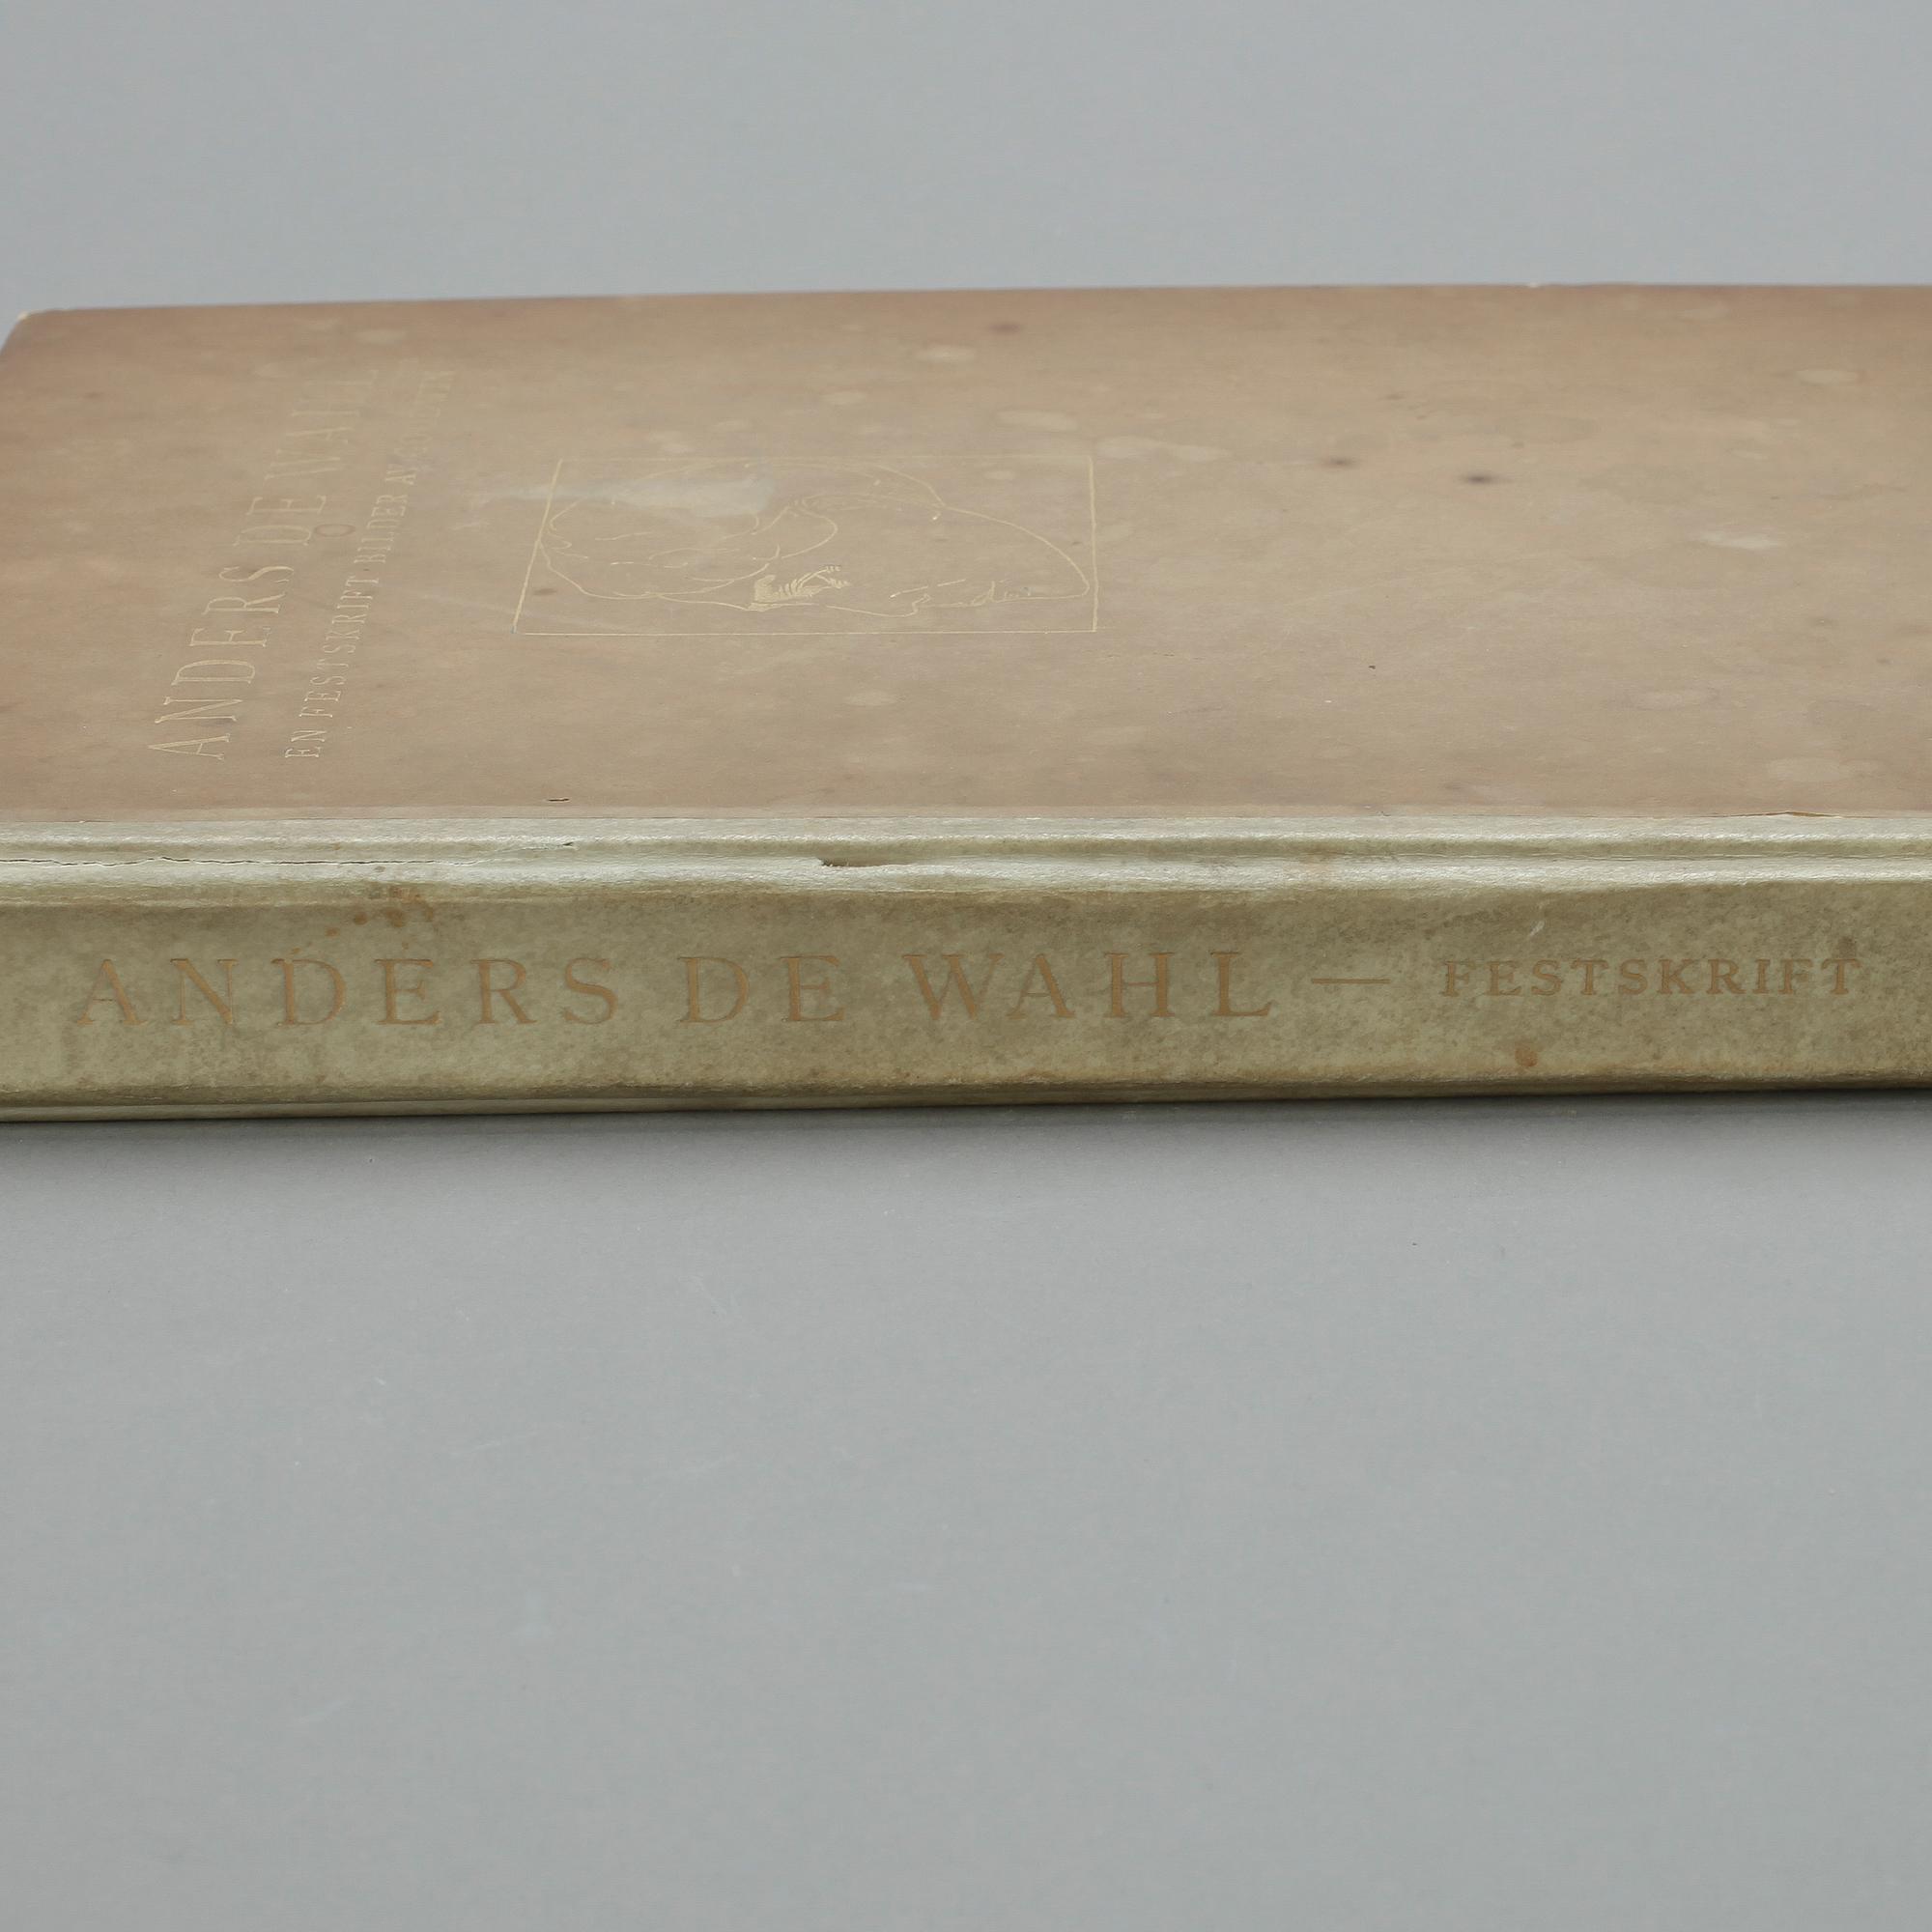 ANDERS DE WAHL
EN FESTSKRIFT · BILDER AV
ANDERS DE WAHL — FESTSKRIFT